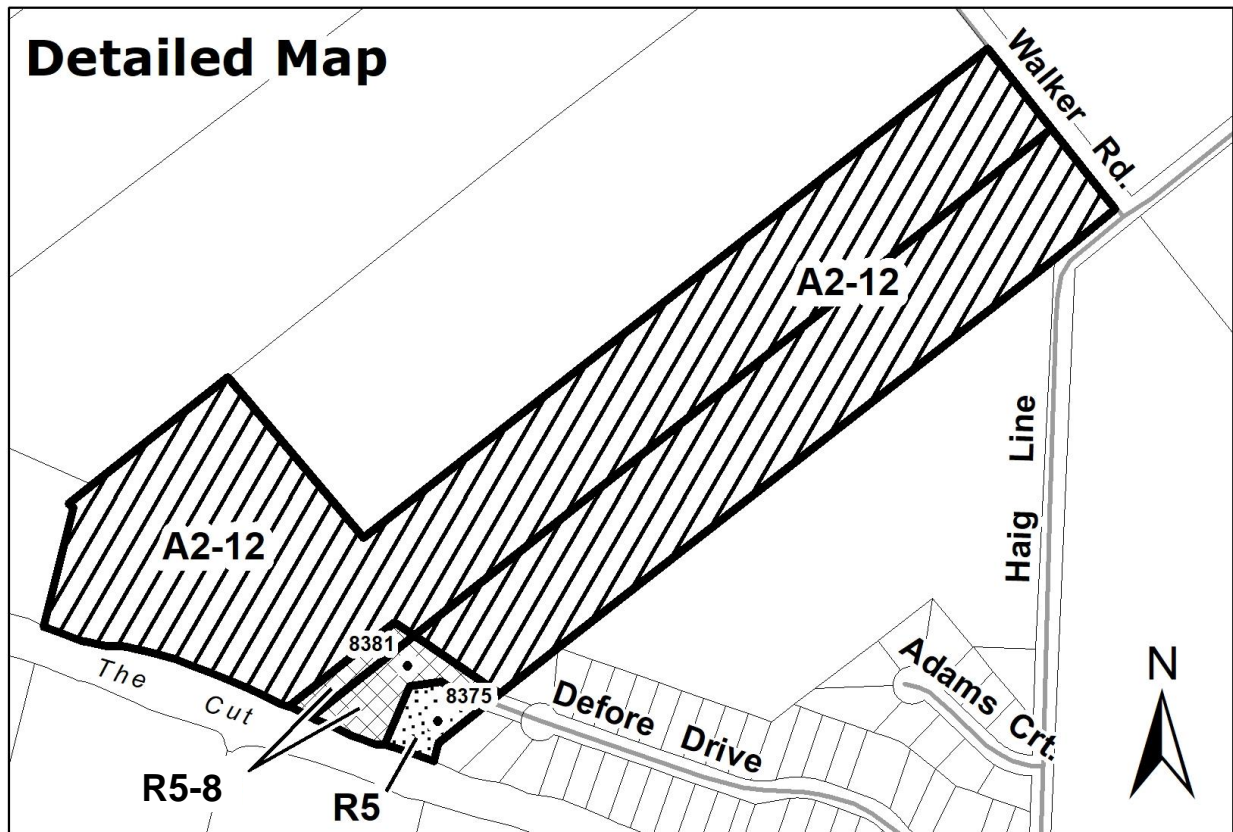 Detailed Map
Walker Rd.
A2-12
Haig Line
A2-12
8381
8375
The Cut
Defore Drive
Adams Crt.
N
R5-8
R5